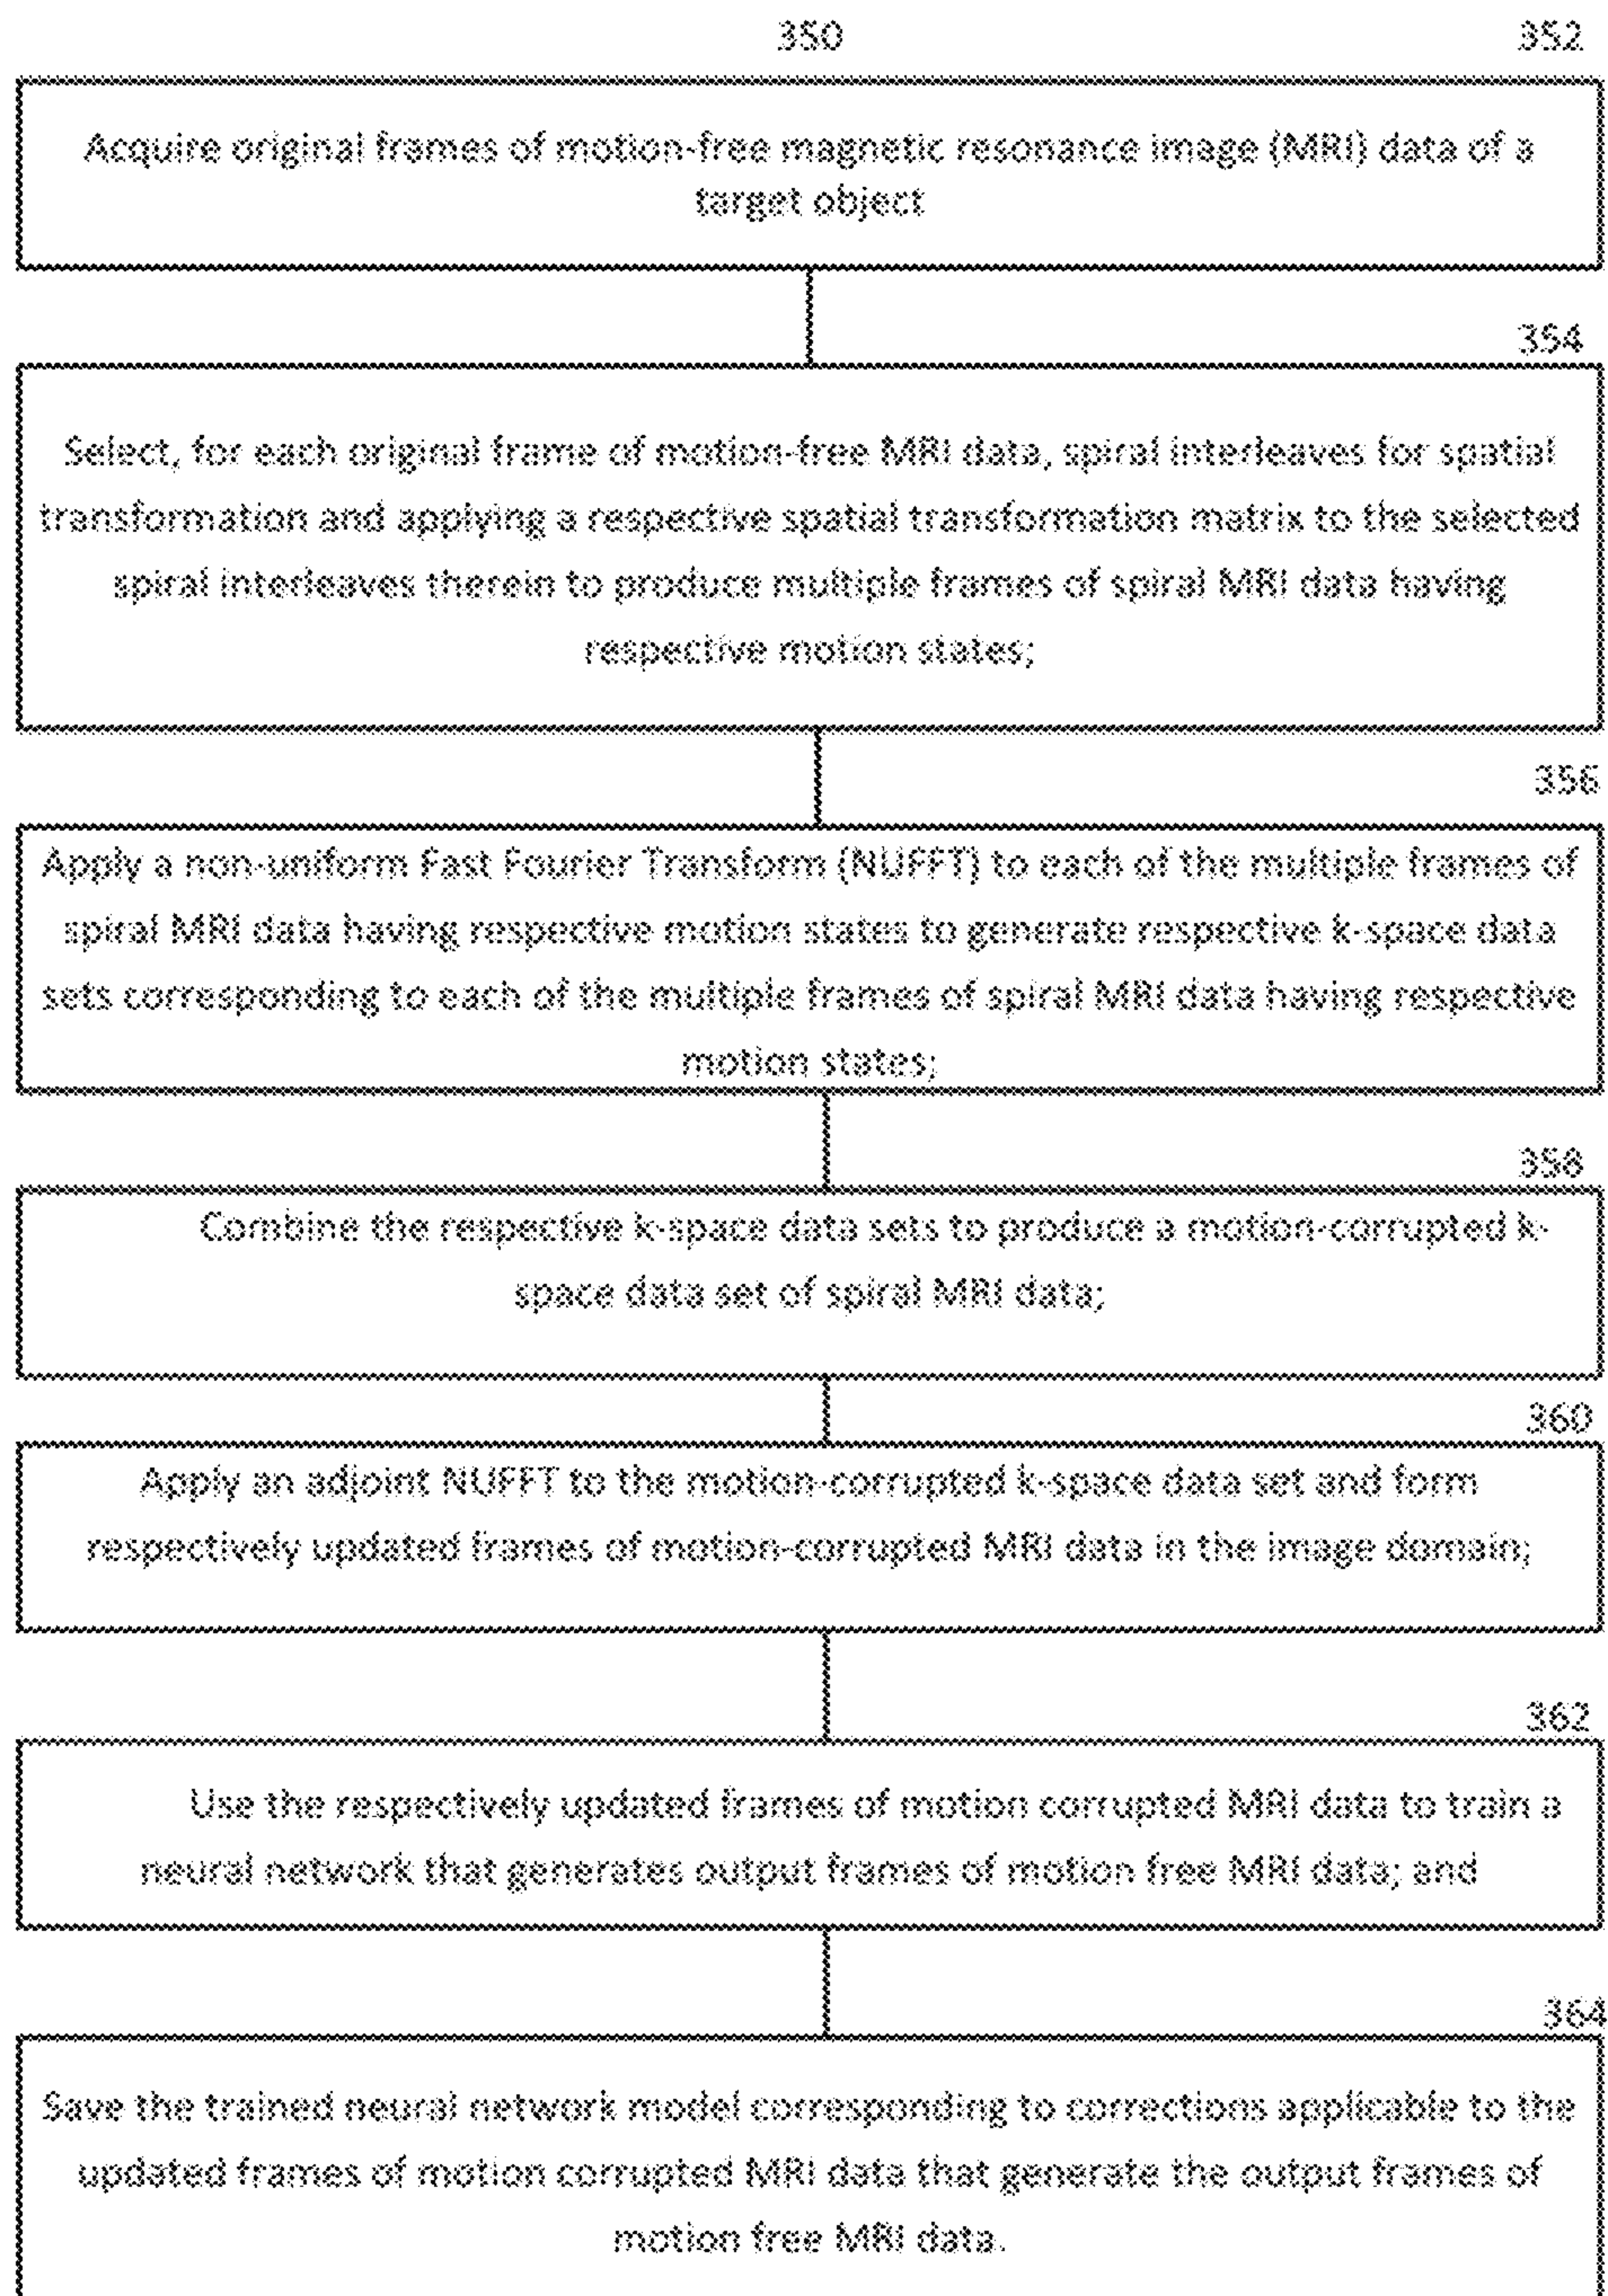 350
352
Acquire original frames of motion-free magnetic resonance image (MRI) data of a
target object
354
Select, for each original frame of motion-free MRI data, spiral interleaves for spatial
transformation and applying a respective spatial transformation matrix to the selected
spiral interleaves therein to produce multiple frames of spiral MRI data having
respective motion states;
356
Apply a non-uniform Fast Fourier Transform (NUFFT) to each of the multiple frames of
spiral MRI data having respective motion states to generate respective k-space data
sets corresponding to each of the multiple frames of spiral MRI data having respective
motion states;
358
Combine the respective k-space data sets to produce a motion-corrupted k-
space data set of spiral MRI data;
360
Apply an adjoint NUFFT to the motion-corrupted k-space data set and form
respectively updated frames of motion-corrupted MRI data in the image domain;
362
Use the respectively updated frames of motion corrupted MRI data to train a
neural network that generates output frames of motion free MRI data; and
364
Save the trained neural network model corresponding to corrections applicable to the
updated frames of motion corrupted MRI data that generate the output frames of
motion free MRI data.